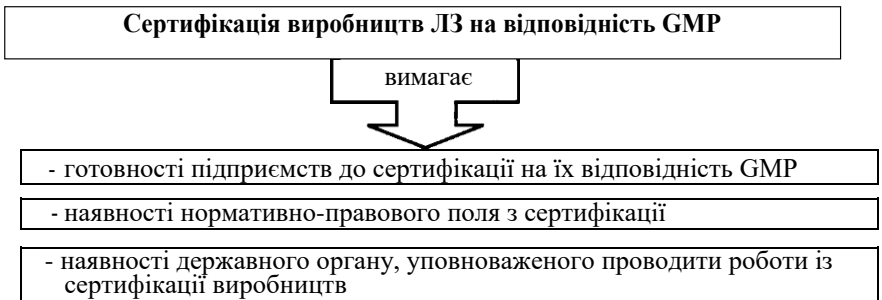 Сертифікація виробництв ЛЗ на відповідність GMP
вимагає
- готовності підприємств до сертифікації на їх відповідність GMP
- наявності нормативно-правового поля з сертифікації
- наявності державного органу, уповноваженого проводити роботи із
сертифікації виробництв